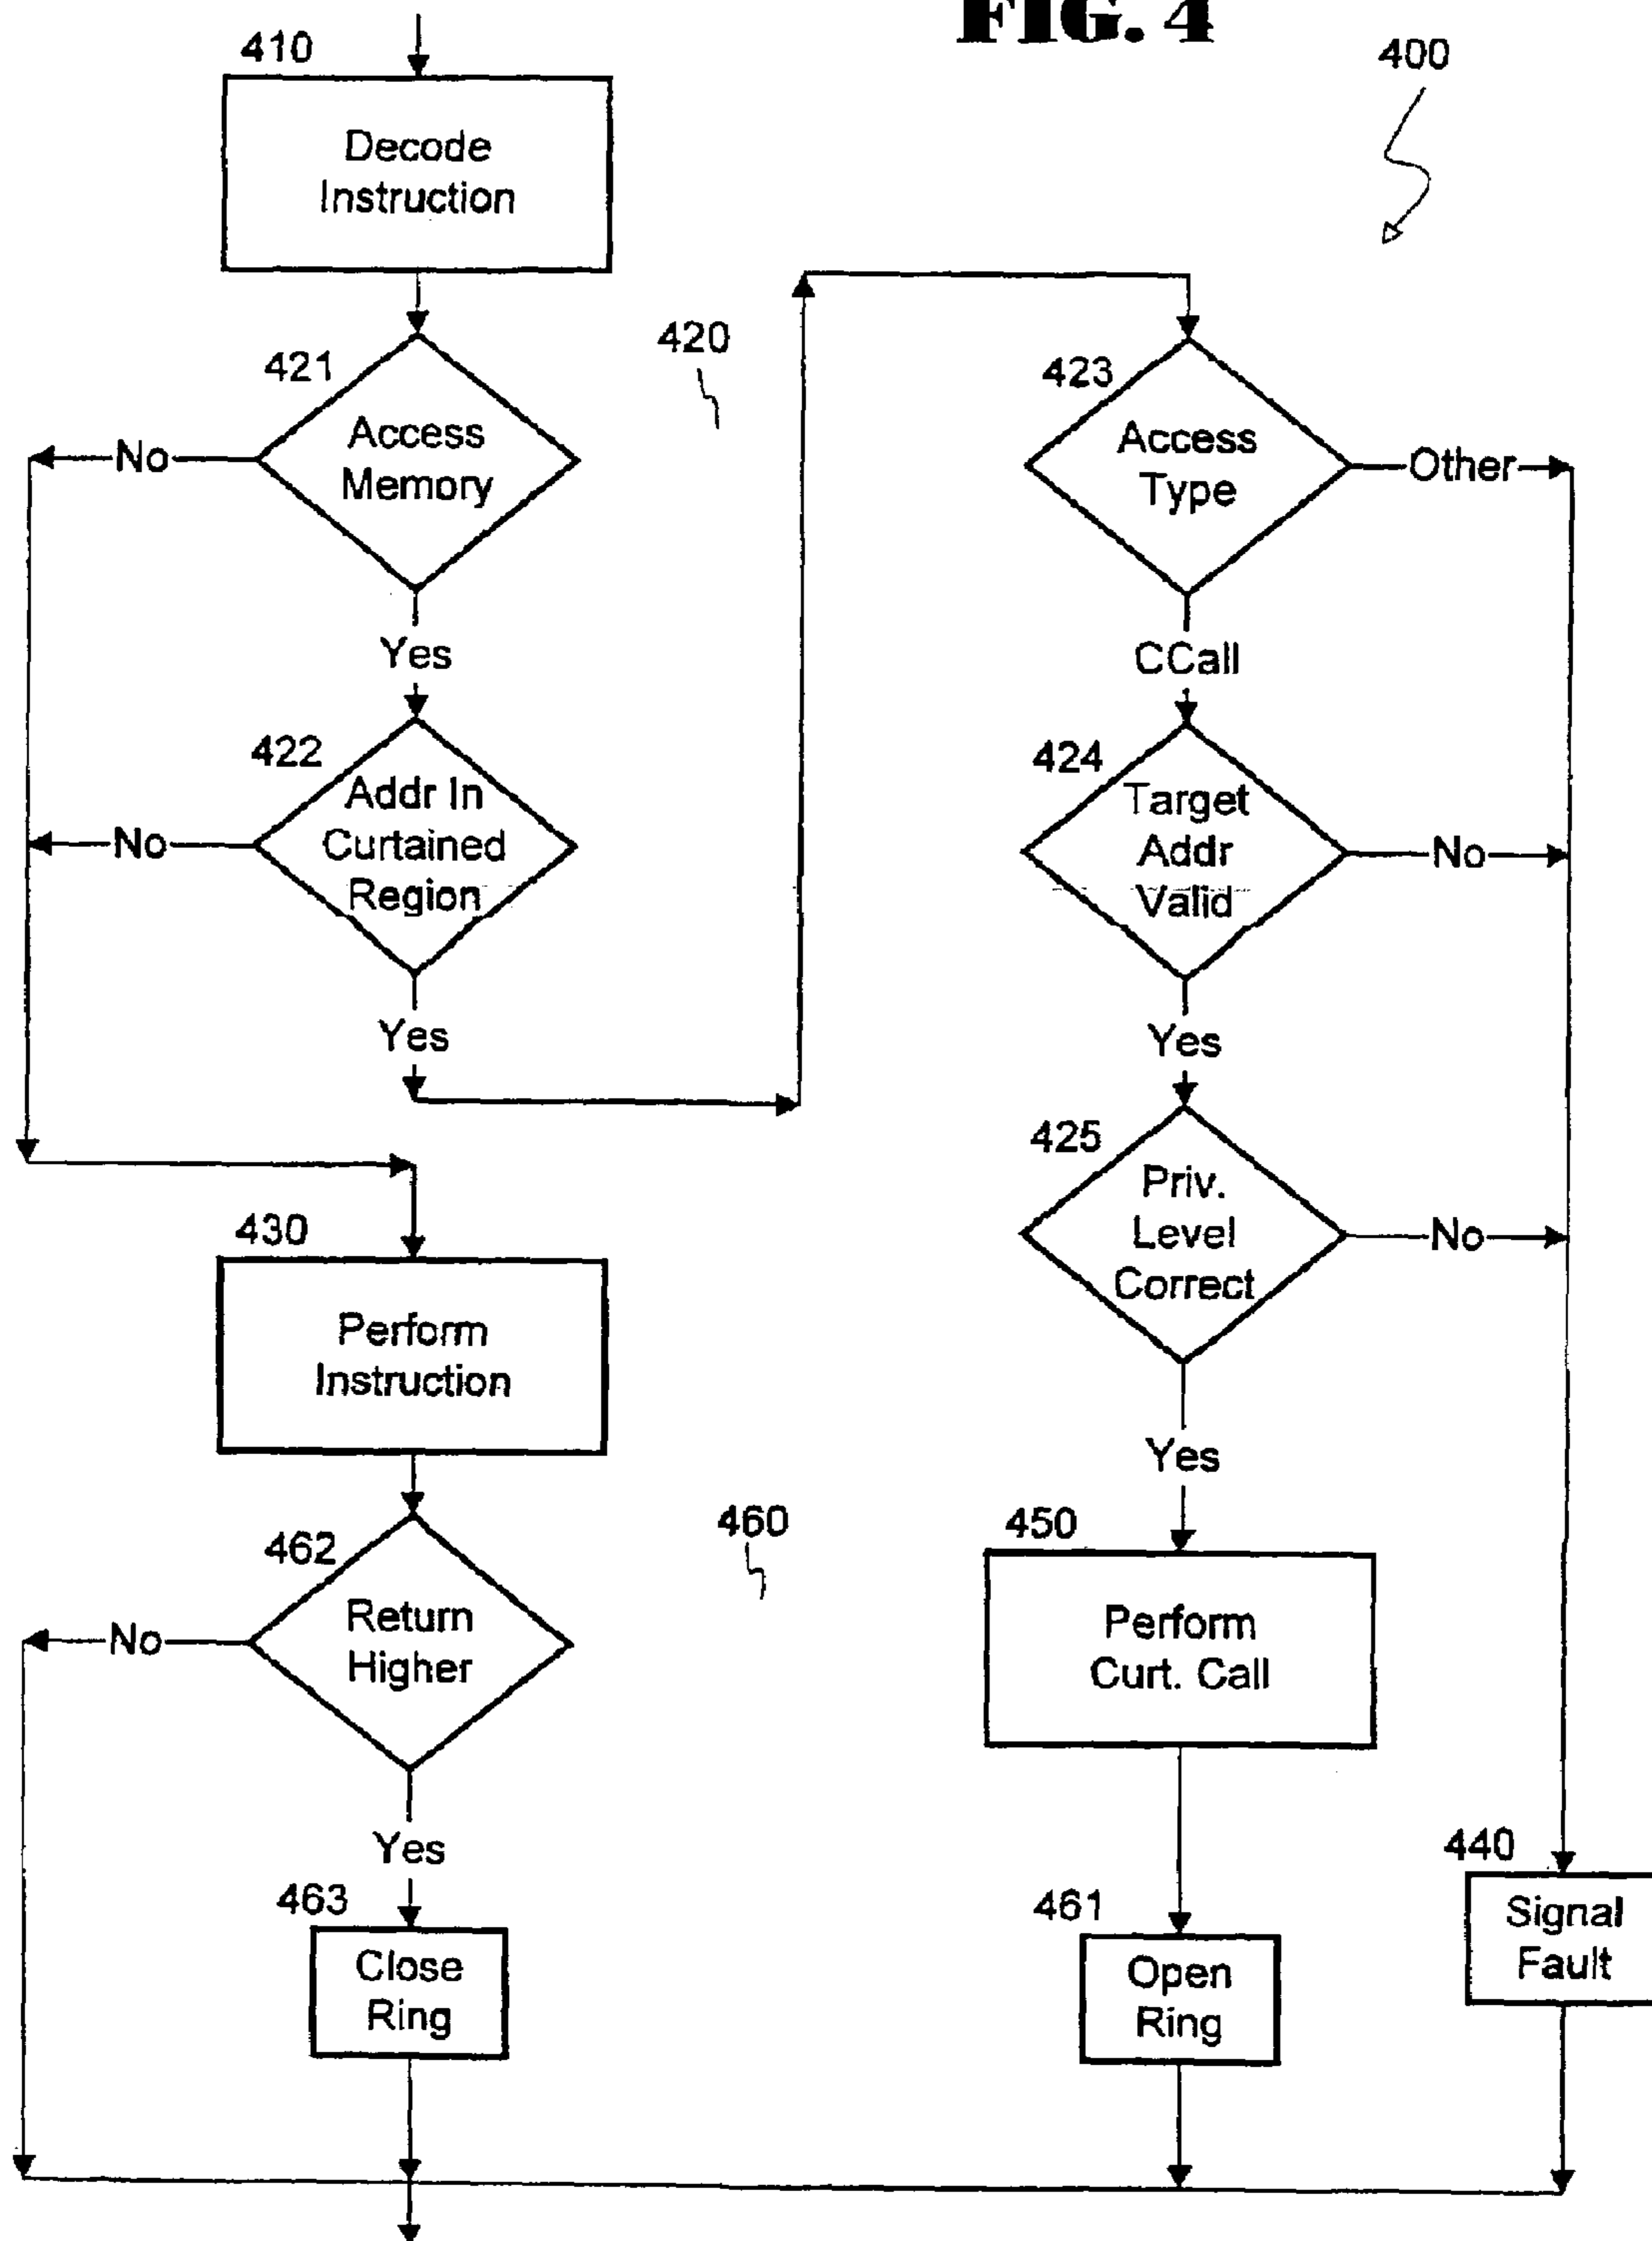 FIG. 4
400
410
Decode
Instruction
420
421
Access
Memory
No
Yes
422
Addr In
Curtained
Region
No
Yes
423
Access
Type
Other
CCall
424
Target
Addr
Valid
No
Yes
425
Priv.
Level
Correct
No
Yes
430
Perform
Instruction
460
462
Return
Higher
No
Yes
463
Close
Ring
450
Perform
Curt. Call
461
Open
Ring
440
Signal
Fault